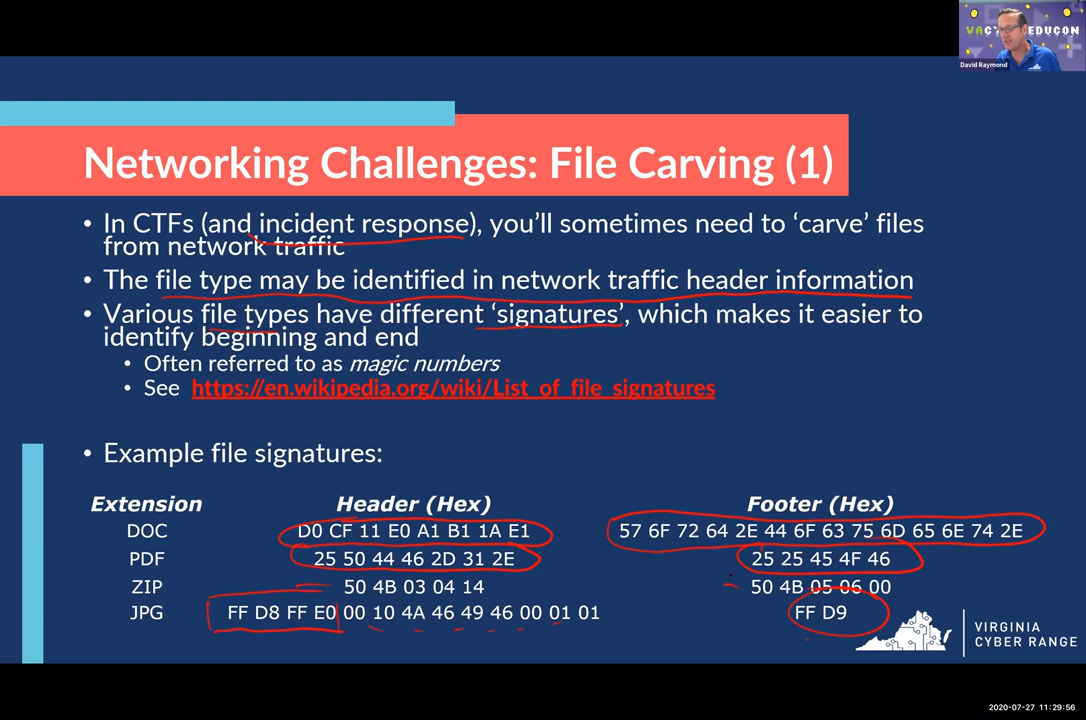 VACTEEDUCON
David Raymond
Networking Challenges: File Carving (1)
• In CTFs (and incident response), you’ll sometimes need to ‘carve’ files
from network traffic
• The file type may be identified in network traffic header information
• Various file types have different ‘signatures’, which makes it easier to
identify beginning and end
• Often referred to as magic numbers
• See https://en.wikipedia.org/wiki/List_of_file_signatures
• Example file signatures:
Extension Header (Hex) Footer (Hex)
DOC D0 CF 11 E0 A1 B1 1A E1 57 6F 72 64 2E 44 6F 63 75 6D 65 6E 74 2E
PDF 25 50 44 46 2D 31 2E 25 25 45 4F 46
ZIP 50 4B 03 04 14 50 4B 05 06 00
JPG FF D8 FF E0 00 10 4A 46 49 46 00 01 01 FF D9
VIRGINIA
CYBER RANGE
2020-07-27 11:29:56